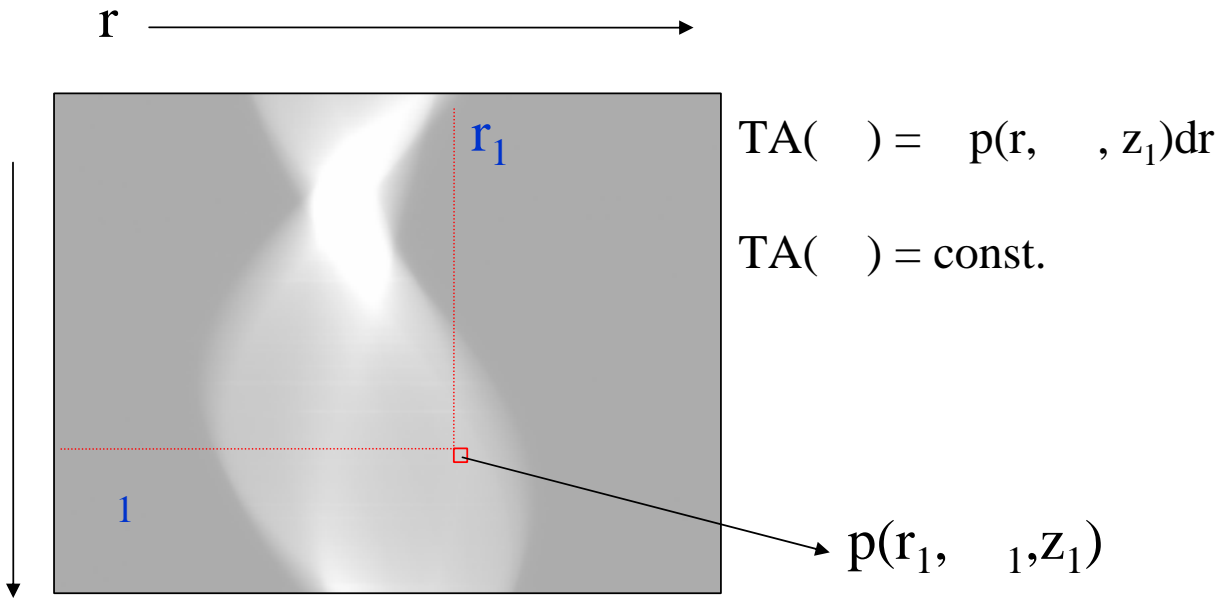 r
r₁
TA( ) = p(r, , z₁)dr
TA( ) = const.
1
p(r₁, ₁,z₁)